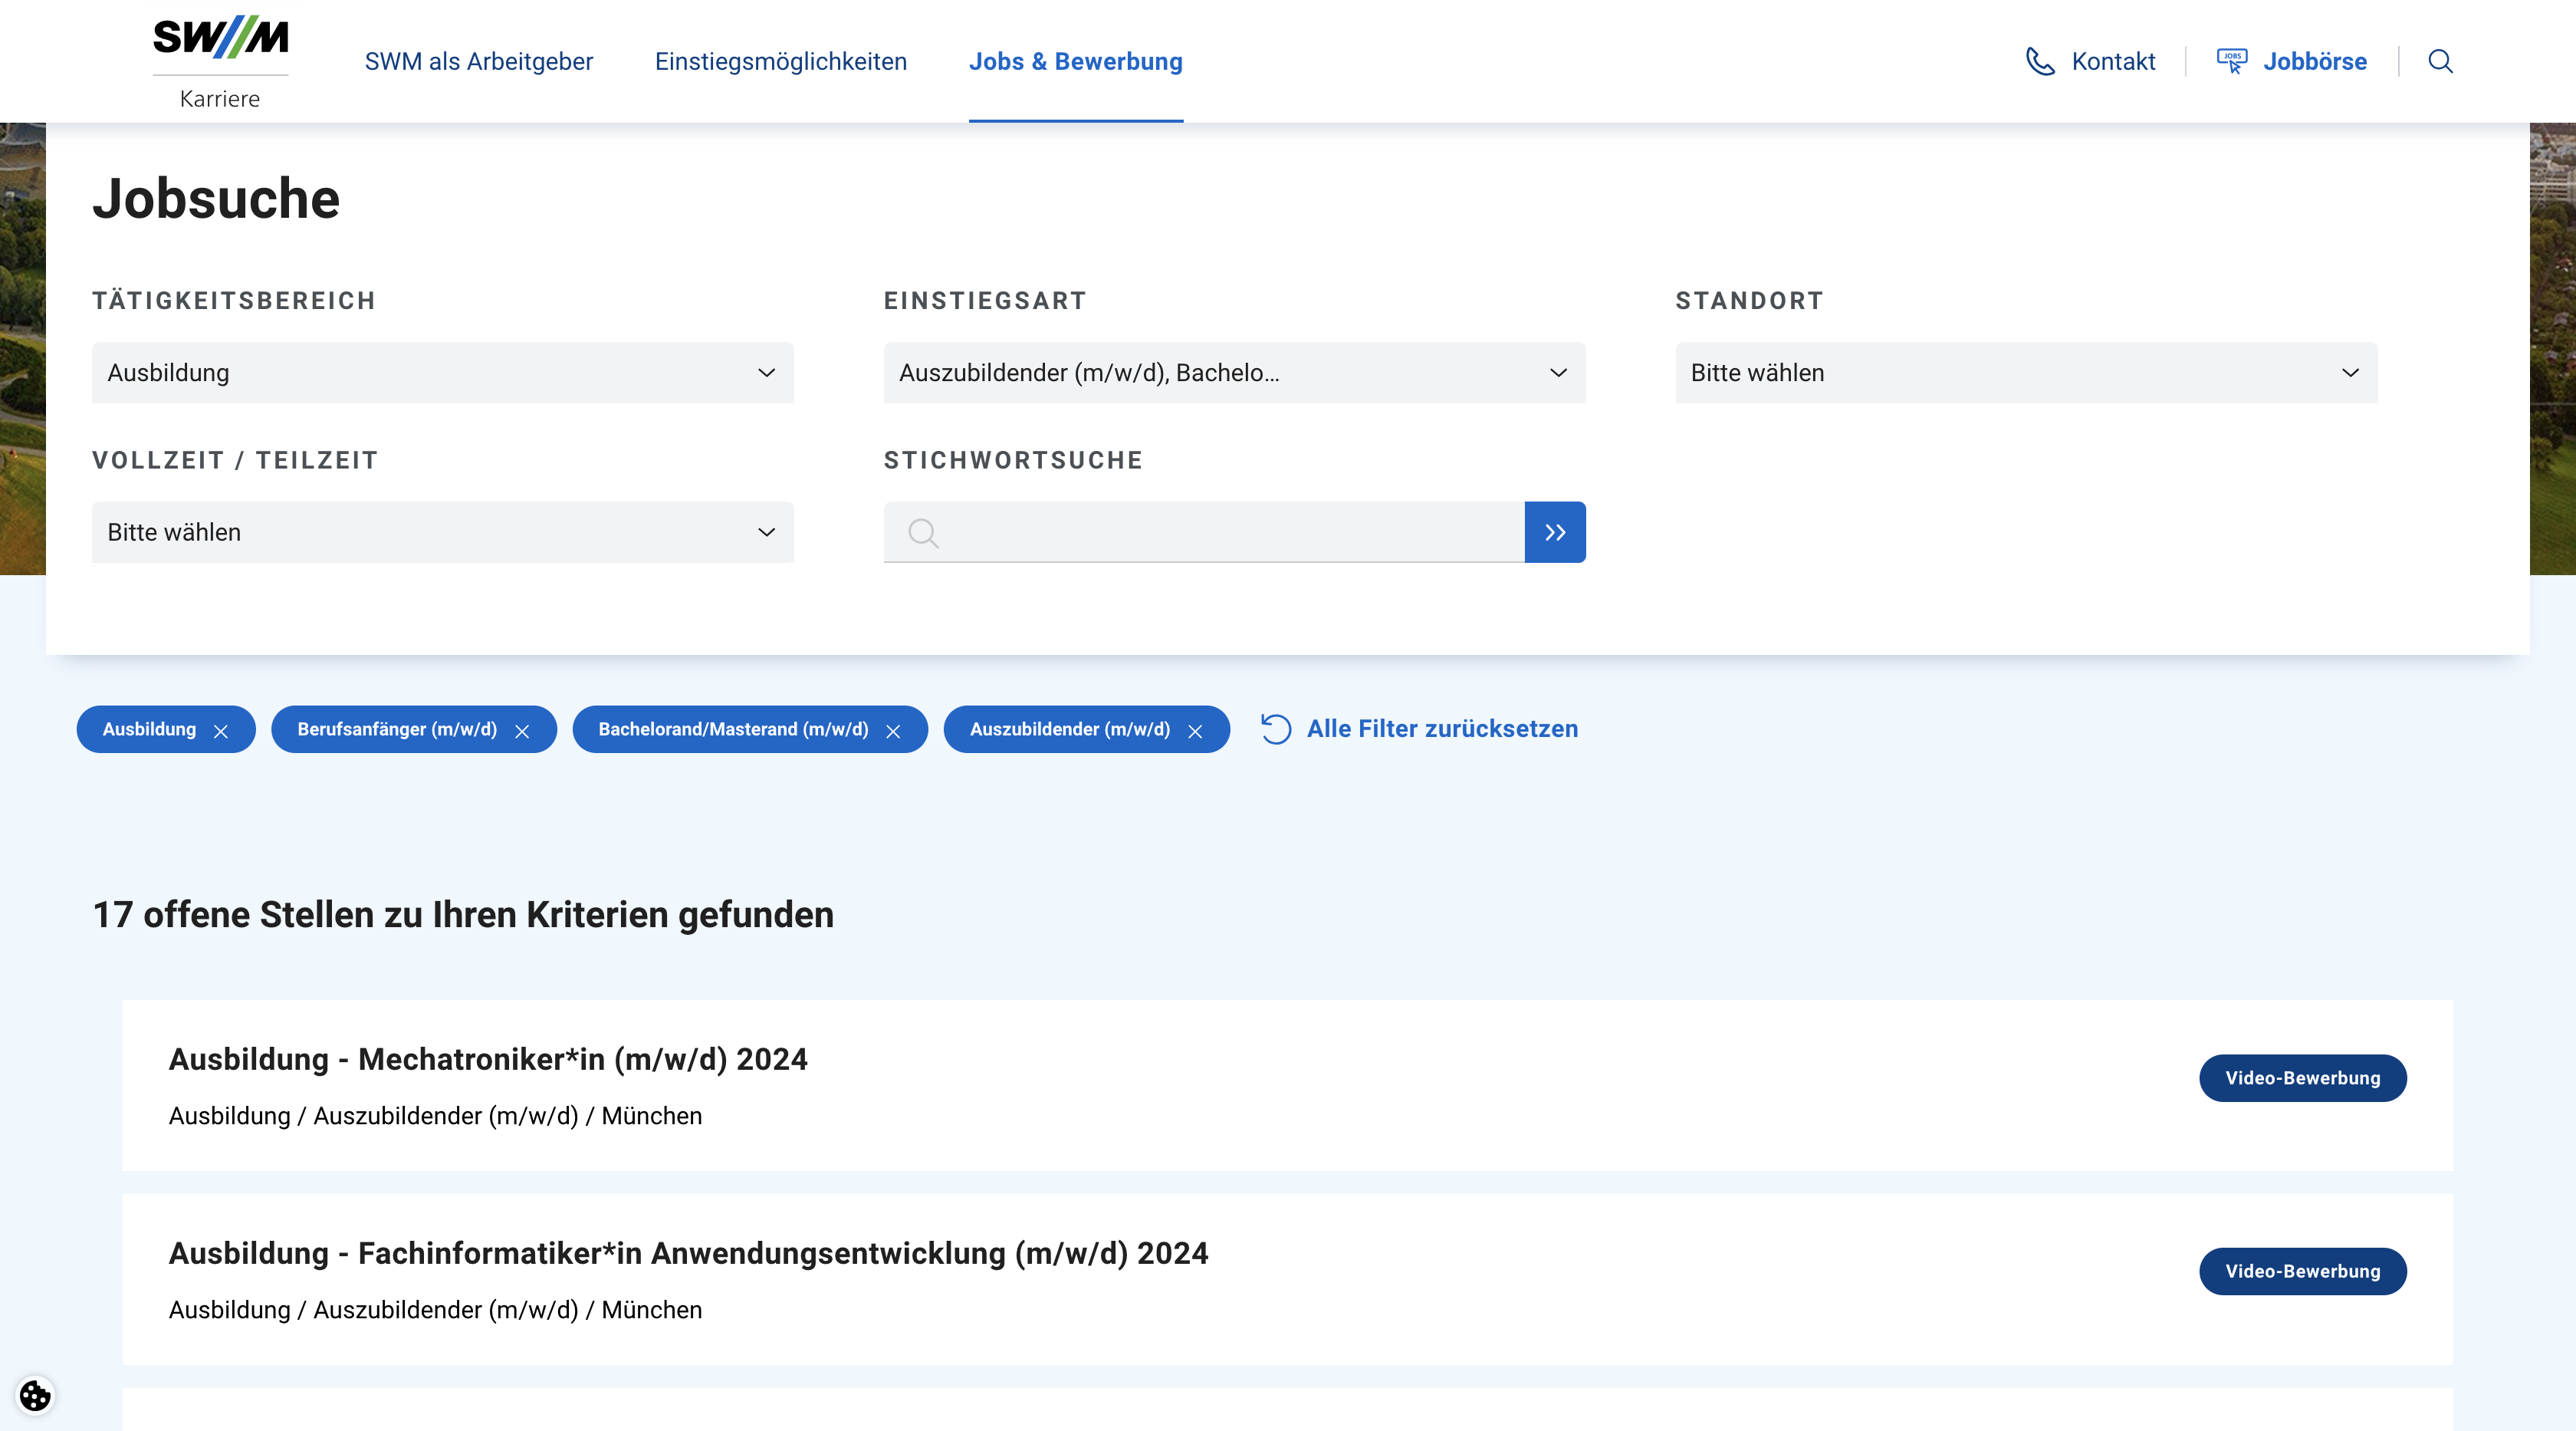 SWM
Karriere
SWM als Arbeitgeber
Einstiegsmöglichkeiten
Jobs & Bewerbung
Kontakt
JOBS
Jobbörse
Jobsuche
TÄTIGKEITSBEREICH
EINSTIEGSART
STANDORT
Ausbildung
Auszubildender (m/w/d), Bachelo...
Bitte wählen
VOLLZEIT / TEILZEIT
STICHWORTSUCHE
Bitte wählen
Ausbildung
Berufsanfänger (m/w/d)
Bachelorand/Masterand (m/w/d)
Auszubildender (m/w/d)
Alle Filter zurücksetzen
17 offene Stellen zu Ihren Kriterien gefunden
Ausbildung - Mechatroniker*in (m/w/d) 2024
Video-Bewerbung
Ausbildung / Auszubildender (m/w/d) / München
Ausbildung - Fachinformatiker*in Anwendungsentwicklung (m/w/d) 2024
Video-Bewerbung
Ausbildung / Auszubildender (m/w/d) / München